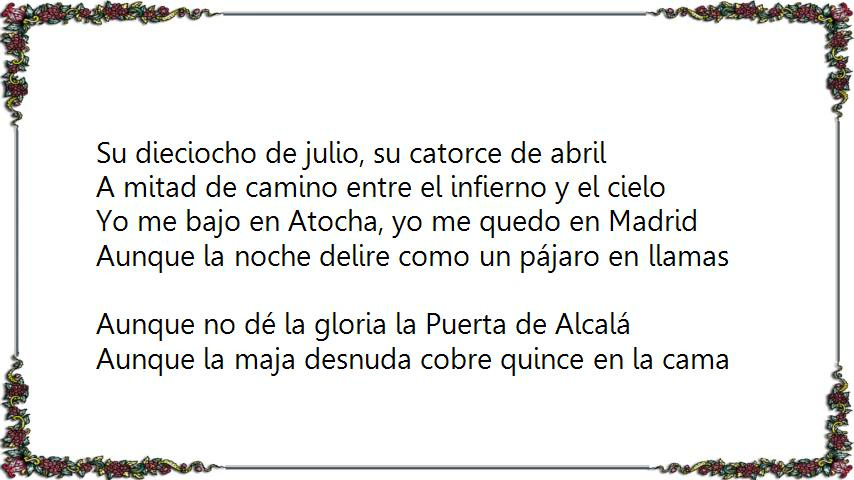 Su dieciocho de julio, su catorce de abril
A mitad de camino entre el infierno y el cielo
Yo me bajo en Atocha, yo me quedo en Madrid
Aunque la noche delire como un pájaro en llamas
Aunque no dé la gloria la Puerta de Alcalá
Aunque la maja desnuda cobre quince en la cama